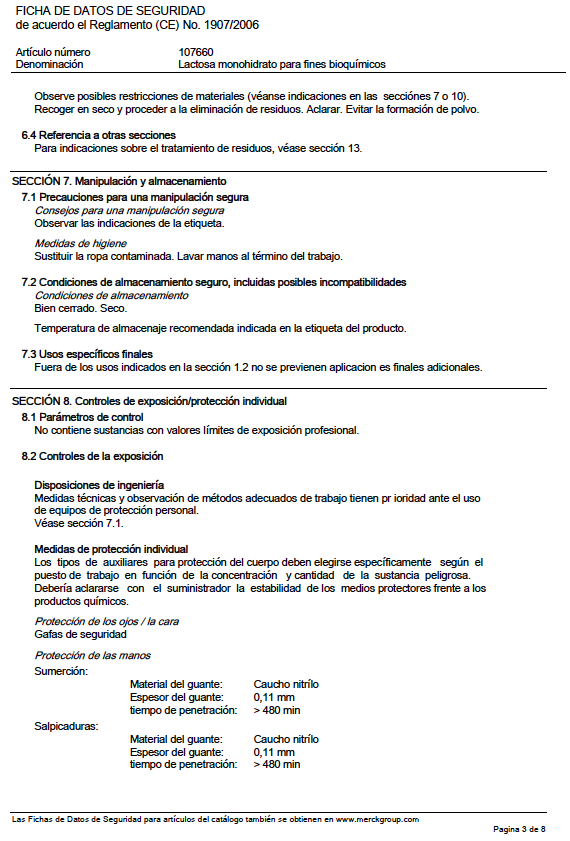 FICHA DE DATOS DE SEGURIDAD
de acuerdo el Reglamento (CE) No. 1907/2006
Artículo número 107660
Denominación Lactosa monohidrato para fines bioquímicos
Observe posibles restricciones de materiales (véanse indicaciones en las secciónes 7 o 10).
Recoger en seco y proceder a la eliminación de residuos. Aclarar. Evitar la formación de polvo.
6.4 Referencia a otras secciones
Para indicaciones sobre el tratamiento de residuos, véase sección 13.
SECCIÓN 7. Manipulación y almacenamiento
7.1 Precauciones para una manipulación segura
Consejos para una manipulación segura
Observar las indicaciones de la etiqueta.
Medidas de higiene
Sustituir la ropa contaminada. Lavar manos al término del trabajo.
7.2 Condiciones de almacenamiento seguro, incluidas posibles incompatibilidades
Condiciones de almacenamiento
Bien cerrado. Seco.
Temperatura de almacenaje recomendada indicada en la etiqueta del producto.
7.3 Usos específicos finales
Fuera de los usos indicados en la sección 1.2 no se previenen aplicacion es finales adicionales.
SECCIÓN 8. Controles de exposición/protección individual
8.1 Parámetros de control
No contiene sustancias con valores límites de exposición profesional.
8.2 Controles de la exposición
Disposiciones de ingeniería
Medidas técnicas y observación de métodos adecuados de trabajo tienen pr ioridad ante el uso
de equipos de protección personal.
Véase sección 7.1.
Medidas de protección individual
Los tipos de auxiliares para protección del cuerpo deben elegirse específicamente según el
puesto de trabajo en función de la concentración y cantidad de la sustancia peligrosa.
Debería aclararse con el suministrador la estabilidad de los medios protectores frente a los
productos químicos.
Protección de los ojos / la cara
Gafas de seguridad
Protección de las manos
Sumerción:
Material del guante: Caucho nitrílo
Espesor del guante: 0,11 mm
tiempo de penetración: > 480 min
Salpicaduras:
Material del guante: Caucho nitrílo
Espesor del guante: 0,11 mm
tiempo de penetración: > 480 min
Las Fichas de Datos de Seguridad para artículos del catálogo también se obtienen en www.merckgroup.com
Pagina 3 de 8